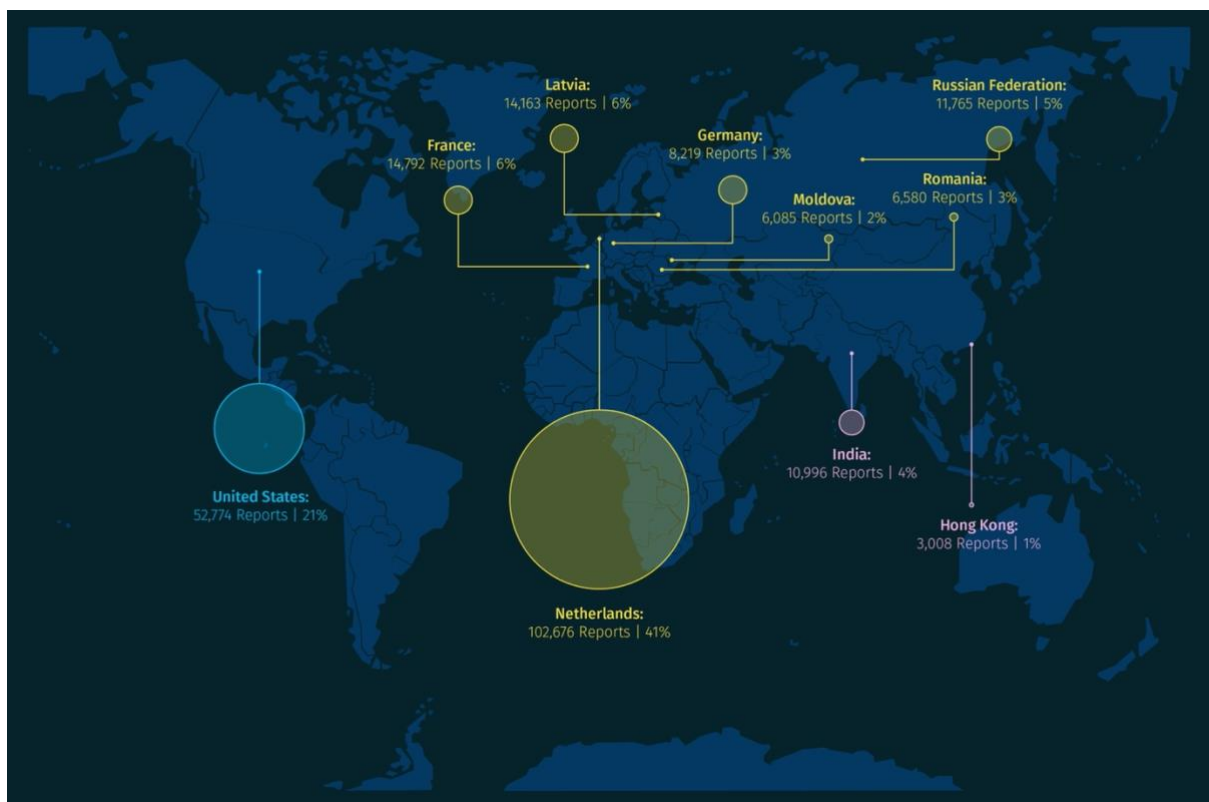 Latvia:
14,163 Reports | 6%
Russian Federation:
11,765 Reports | 5%
France:
14,792 Reports | 6%
Germany:
8,219 Reports | 3%
Moldova:
6,085 Reports | 2%
Romania:
6,580 Reports | 3%
United States:
52,774 Reports | 21%
India:
10,996 Reports | 4%
Hong Kong:
3,008 Reports | 1%
Netherlands:
102,676 Reports | 41%